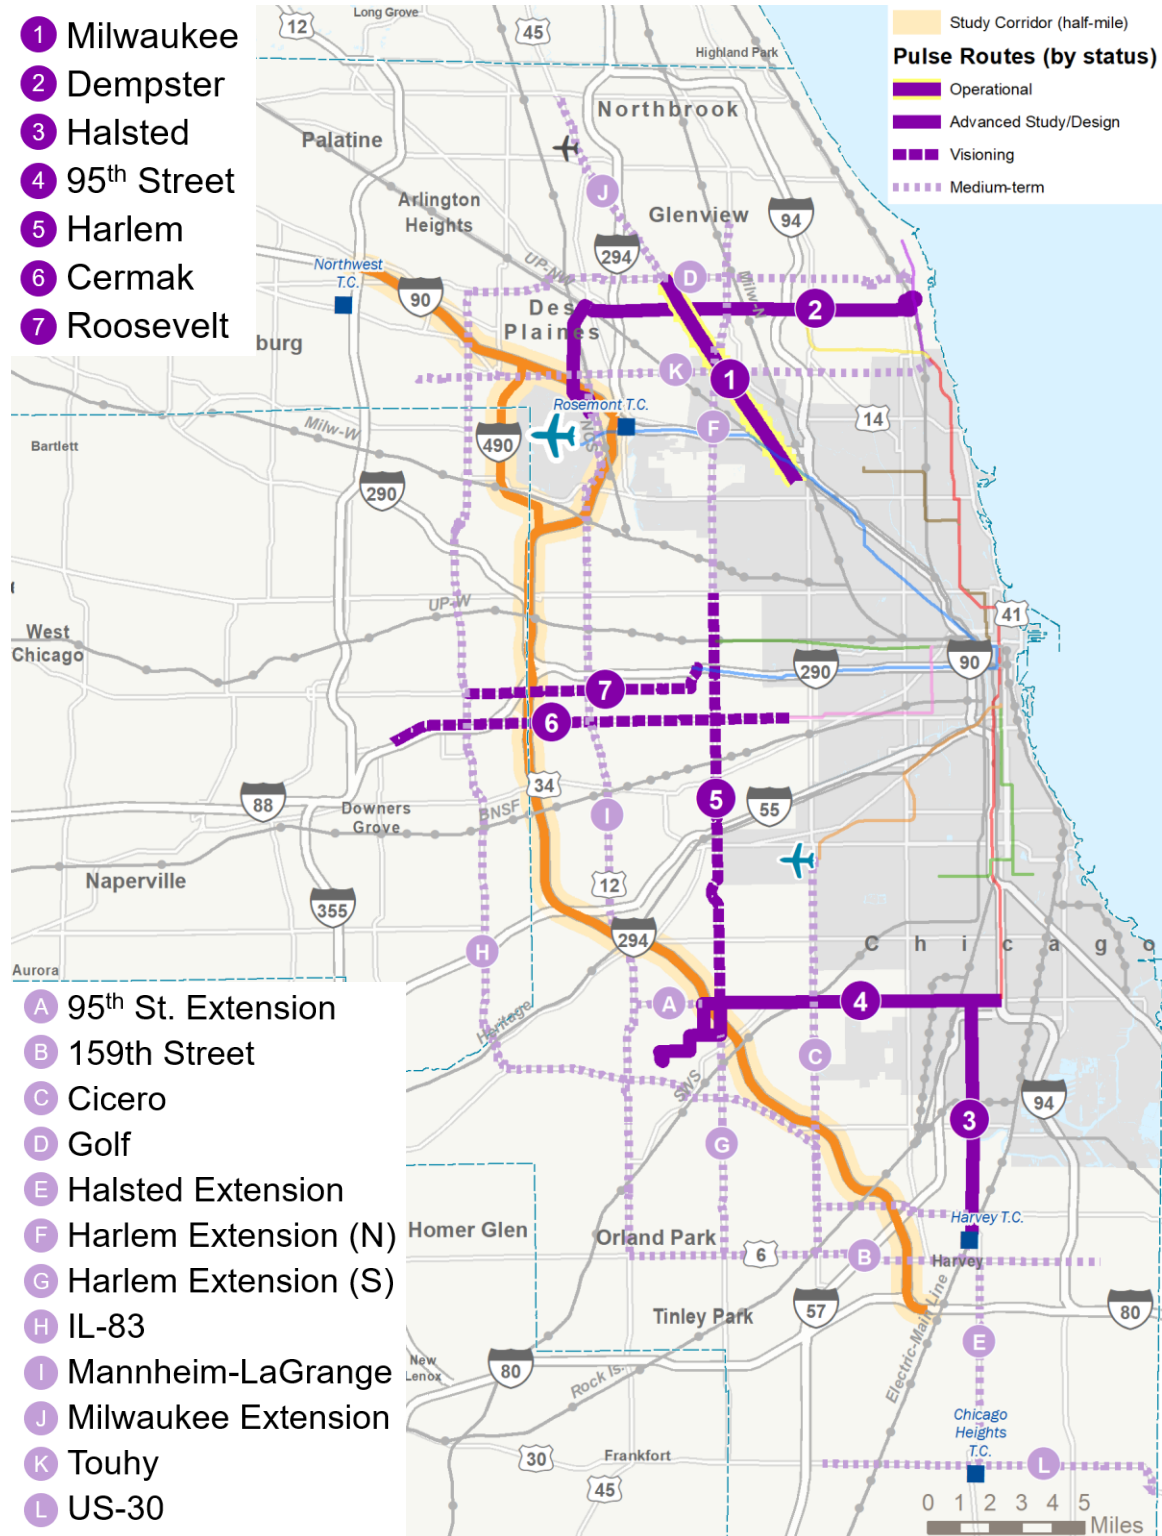 1 Milwaukee
2 Dempster
3 Halsted
4 95th Street
5 Harlem
6 Cermak
7 Roosevelt
Study Corridor (half-mile)
Pulse Routes (by status)
Operational
Advanced Study/Design
Visioning
Medium-term
12
Long Grove
45
Highland Park
Northbrook
Palatine
J
Arlington
Heights
Glenview
94
294
UP-NW
Northwest
T.C.
D
Milw-N
90
Des
Plaines
2
burg
K
1
Rosemont T.C.
14
F
NCS
Milw-W
490
Bartlett
290
UP-W
41
West
Chicago
290
90
7
6
34
5
55
88
Downers
Grove
BNSF
I
Naperville
12
355
294
H
Chicago
Aurora
A
4
Heritage
C
SWS
94
3
G
Harvey T.C.
Homer Glen
Orland Park
6
B
Harvey
57
80
Tinley Park
Electric-Main Line
E
New
Lenox
80
Rock Is.
Chicago
Heights
T.C.
30
Frankfort
L
45
A 95th St. Extension
B 159th Street
C Cicero
D Golf
E Halsted Extension
F Harlem Extension (N)
G Harlem Extension (S)
H IL-83
I Mannheim-LaGrange
J Milwaukee Extension
K Touhy
L US-30
0 1 2 3 4 5
Miles